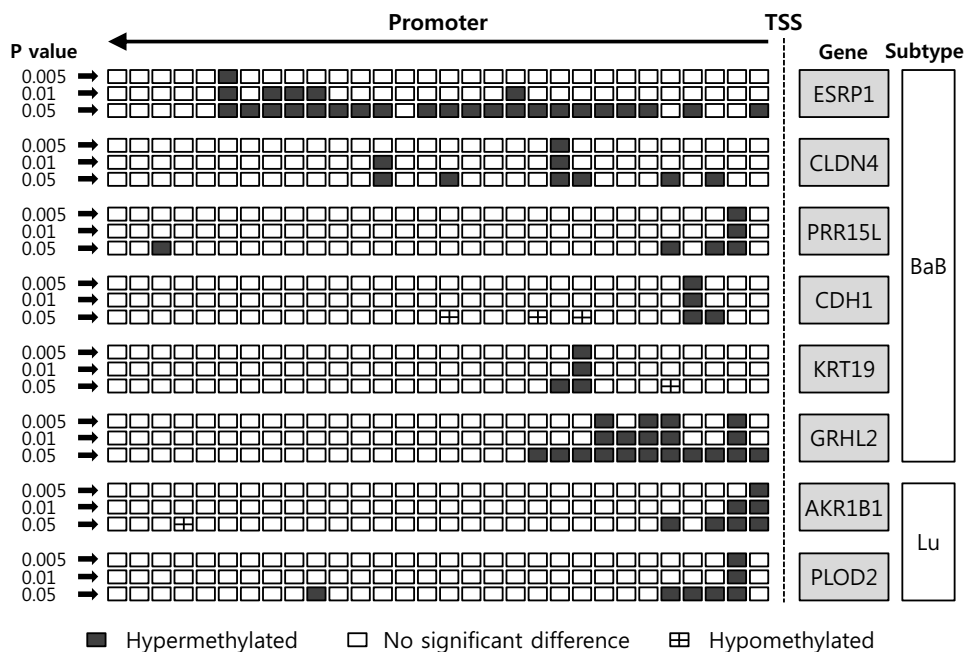 Promoter TSS
P value Gene Subtype
0.005
0.01 ESRP1
0.05
0.005
0.01 CLDN4
0.05
0.005
0.01 PRR15L
0.05
BaB
0.005
0.01 CDH1
0.05
0.005
0.01 KRT19
0.05
0.005
0.01 GRHL2
0.05
0.005
0.01 AKR1B1
0.05
Lu
0.005
0.01 PLOD2
0.05
Hypermethylated No significant difference Hypomethylated